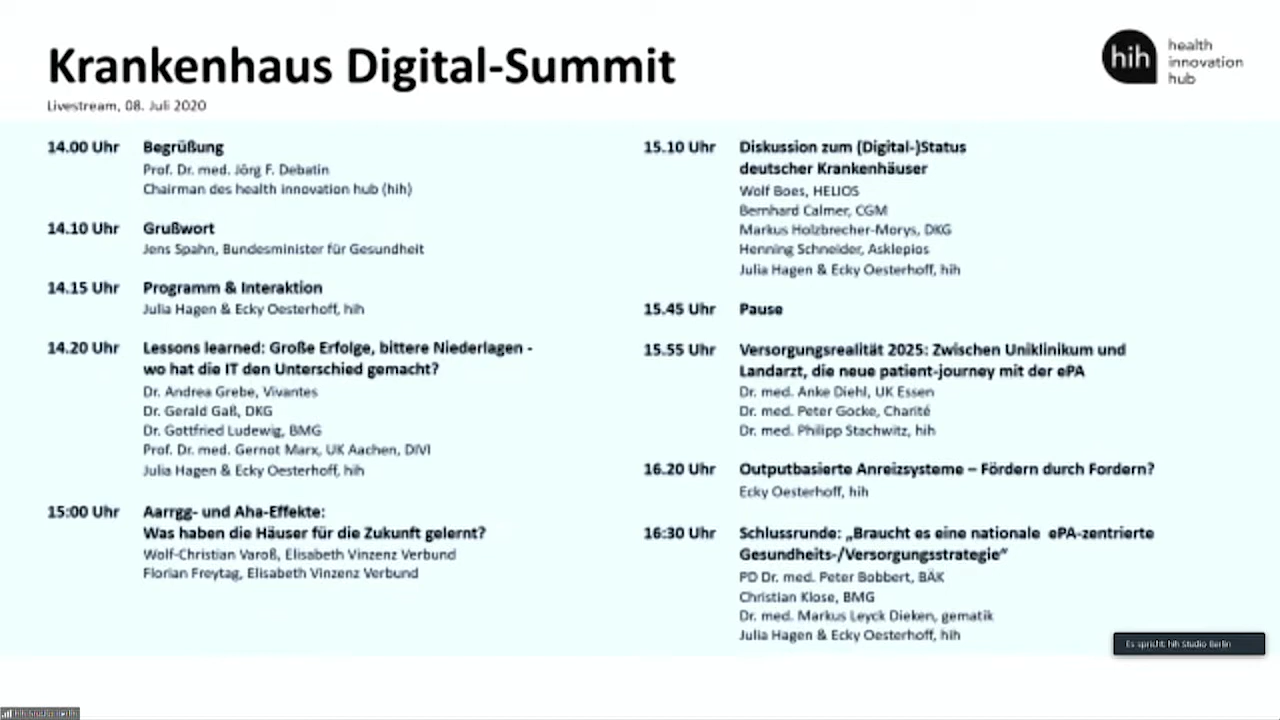 Krankenhaus Digital-Summit
Livestream, 08. Juli 2020
hih health
innovation
hub
14.00 Uhr Begrüßung
Prof. Dr. med. Jörg F. Debatin
Chairman des health innovation hub (hih)
14.10 Uhr Grußwort
Jens Spahn, Bundesminister für Gesundheit
14.15 Uhr Programm & Interaktion
Julia Hagen & Ecky Oesterhoff, hih
14.20 Uhr Lessons learned: Große Erfolge, bittere Niederlagen -
wo hat die IT den Unterschied gemacht?
Dr. Andrea Grebe, Vivantes
Dr. Gerald Gaß, DKG
Dr. Gottfried Ludewig, BMG
Prof. Dr. med. Gernot Marx, UK Aachen, DIVI
Julia Hagen & Ecky Oesterhoff, hih
15:00 Uhr Aarrgg- und Aha-Effekte:
Was haben die Häuser für die Zukunft gelernt?
Wolf-Christian Varoß, Elisabeth Vinzenz Verbund
Florian Freytag, Elisabeth Vinzenz Verbund
15.10 Uhr Diskussion zum (Digital-)Status
deutscher Krankenhäuser
Wolf Boes, HELIOS
Bernhard Calmer, CGM
Markus Holzbrecher-Morys, DKG
Henning Schneider, Asklepios
Julia Hagen & Ecky Oesterhoff, hih
15.45 Uhr Pause
15.55 Uhr Versorgungsrealität 2025: Zwischen Uniklinikum und
Landarzt, die neue patient-journey mit der ePA
Dr. med. Anke Diehl, UK Essen
Dr. med. Peter Gocke, Charité
Dr. med. Philipp Stachwitz, hih
16.20 Uhr Outputbasierte Anreizsysteme – Fördern durch Fordern?
Ecky Oesterhoff, hih
16:30 Uhr Schlussrunde: „Braucht es eine nationale ePA-zentrierte
Gesundheits-/Versorgungsstrategie“
PD Dr. med. Peter Bobbert, BÄK
Christian Klose, BMG
Dr. med. Markus Leyck Dieken, gematik
Julia Hagen & Ecky Oesterhoff, hih
Es spricht: hih Studio Berlin
hih Studio Berlin